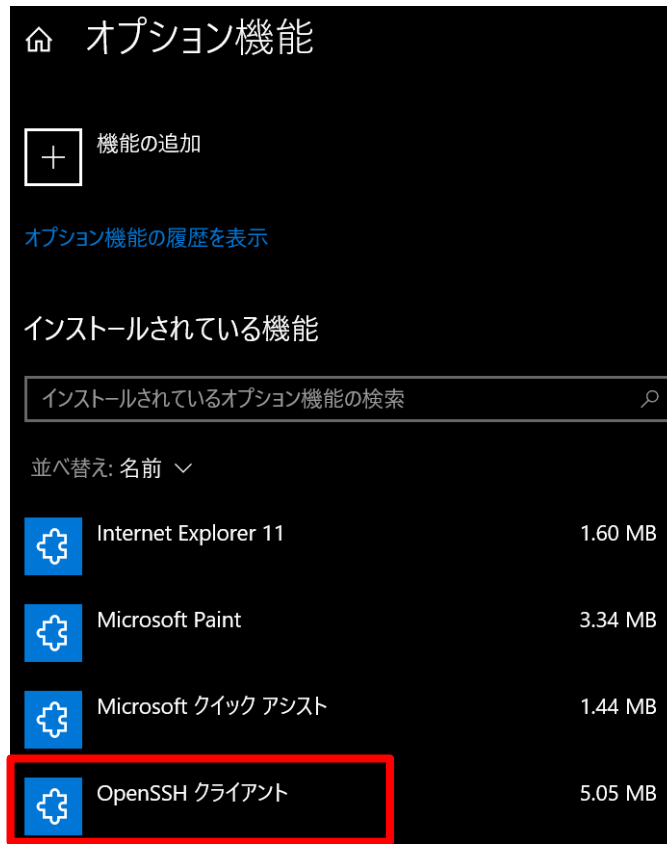 オプション機能
機能の追加
オプション機能の履歴を表示
インストールされている機能
インストールされているオプション機能の検索
並べ替え: 名前
Internet Explorer 11 1.60 MB
Microsoft Paint 3.34 MB
Microsoft クイック アシスト 1.44 MB
OpenSSH クライアント 5.05 MB